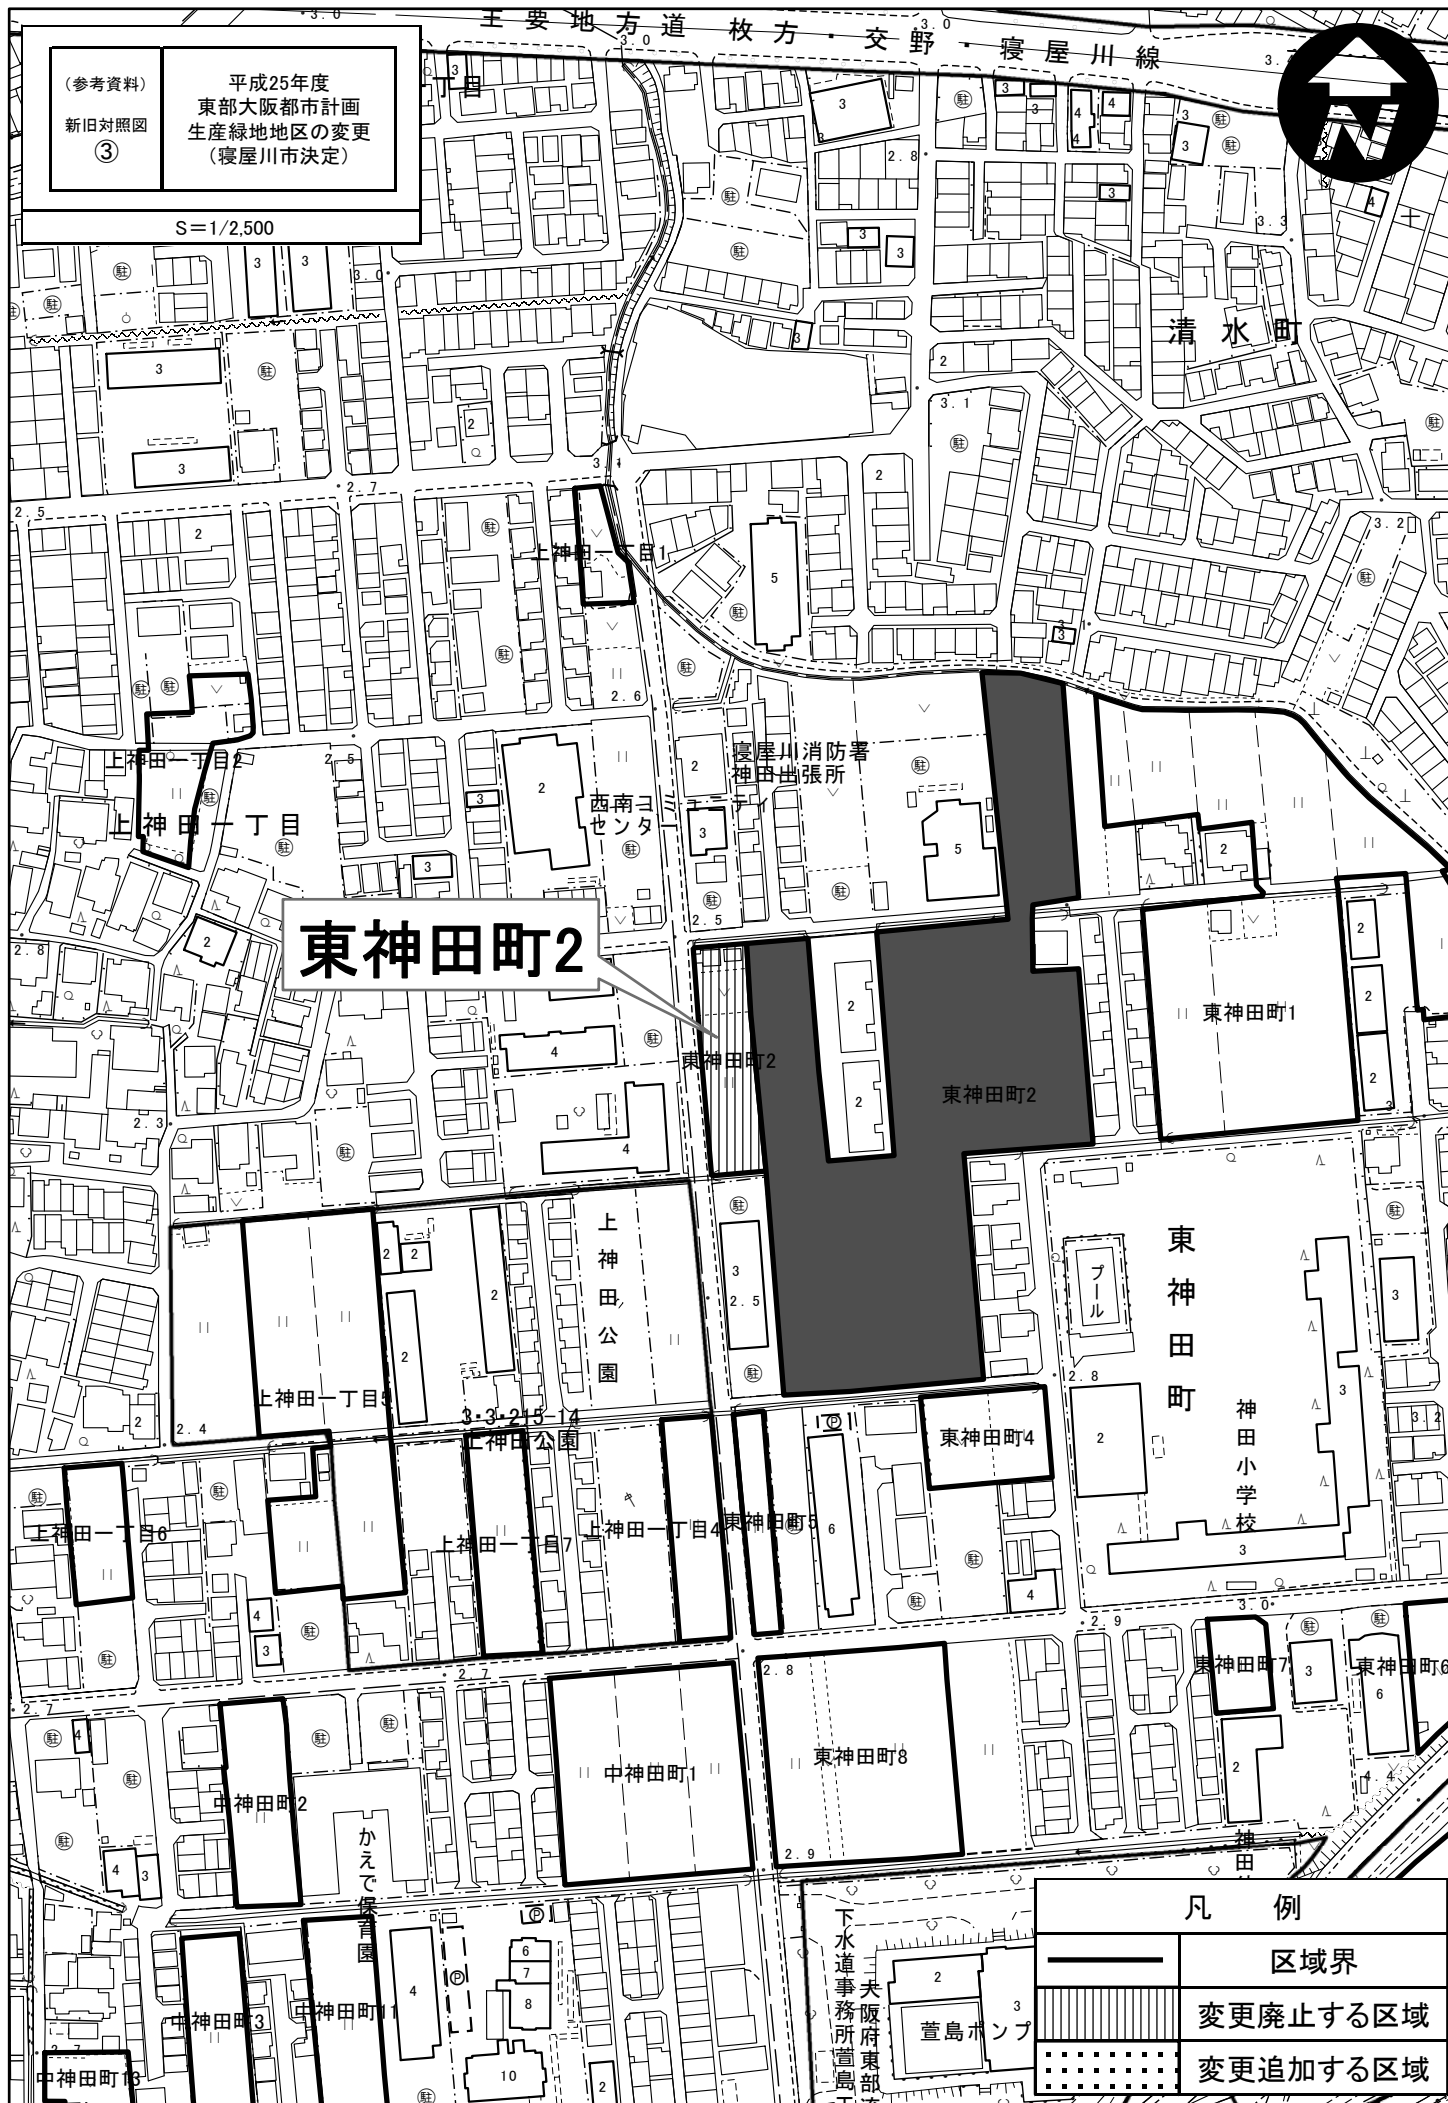 主要地方道 枚方・交野・寝屋川線
(参考資料)
新旧対照図
③
平成25年度
東部大阪都市計画
生産緑地地区の変更
(寝屋川市決定)
S=1/2,500
丁目
清水町
上神田一丁目1
上神田一丁目2
上神田一丁目
寝屋川消防署
神田出張所
西南コミュニティ
センター
東神田町2
東神田町2
東神田町2
東神田町1
上神田公園
プール
東神田町
神田小学校
上神田一丁目5
3・3・215-14
上神田公園
東神田町4
上神田一丁目6
上神田一丁目7
上神田一丁目4
東神田町5
東神田町7
東神田町6
中神田町1
東神田町8
中神田町2
かえで保育園
神田
中神田町3
中神田町11
中神田町13
下水道事務所萱島
大阪府東部
萱島ポンプ
凡例
区域界
変更廃止する区域
変更追加する区域